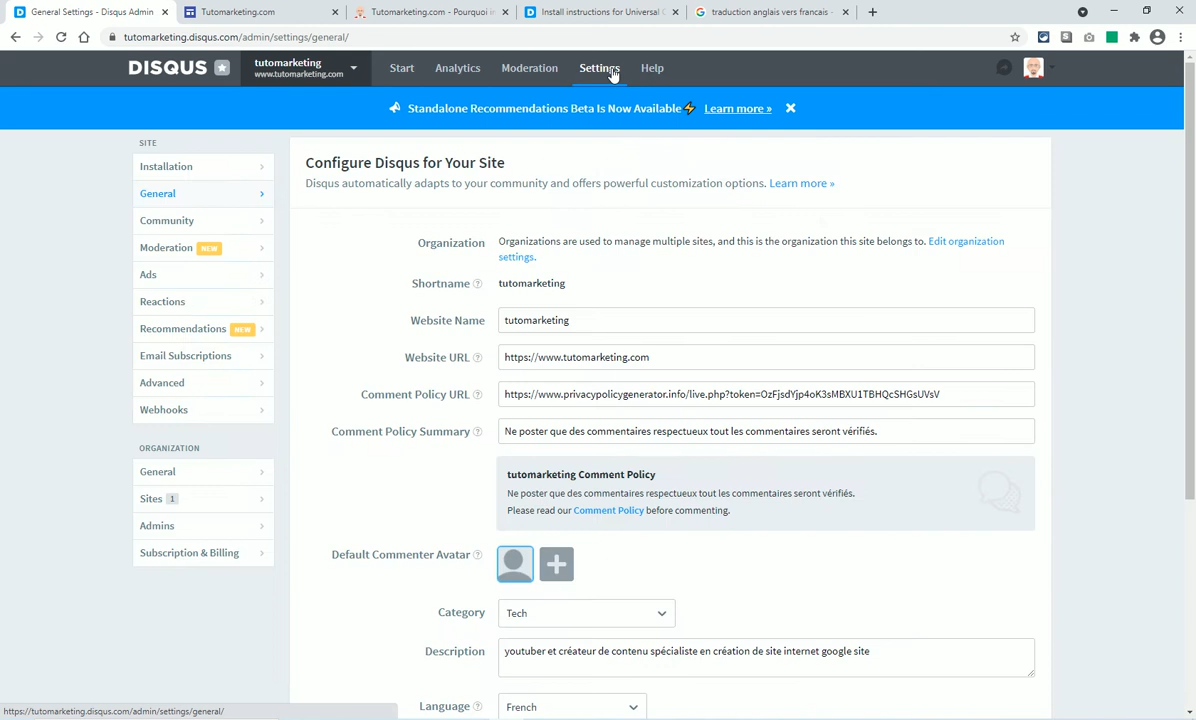 General Settings - Disqus Admin
Tutomarketing.com
Tutomarketing.com - Pourquoi i
Install instructions for Universal C
traduction anglais vers francais -
tutomarketing.disqus.com/admin/settings/general/
DISQUS
tutomarketing
www.tutomarketing.com
Start
Analytics
Moderation
Settings
Help
Standalone Recommendations Beta Is Now Available⚡ Learn more »
SITE
Installation
General
Community
Moderation NEW
Ads
Reactions
Recommendations NEW
Email Subscriptions
Advanced
Webhooks
ORGANIZATION
General
Sites 1
Admins
Subscription & Billing
Configure Disqus for Your Site
Disqus automatically adapts to your community and offers powerful customization options. Learn more »
Organization
Organizations are used to manage multiple sites, and this is the organization this site belongs to. Edit organization
settings.
Shortname ? tutomarketing
Website Name tutomarketing
Website URL ? https://www.tutomarketing.com
Comment Policy URL ? https://www.privacypolicygenerator.info/live.php?token=OzFjsdYjp4oK3sMBXU1TBHQcSHGsUVsV
Comment Policy Summary ? Ne poster que des commentaires respectueux tout les commentaires seront vérifiés.
tutomarketing Comment Policy
Ne poster que des commentaires respectueux tout les commentaires seront vérifiés.
Please read our Comment Policy before commenting.
Default Commenter Avatar ?
Category Tech
Description youtuber et créateur de contenu spécialiste en création de site internet google site
Language ? French
https://tutomarketing.disqus.com/admin/settings/general/